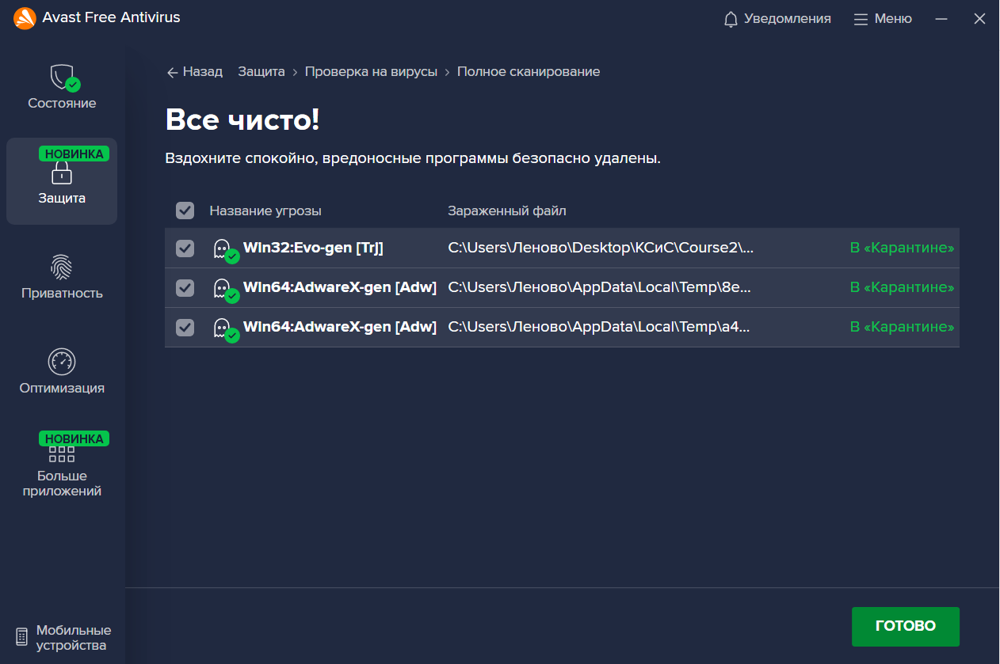 Avast Free Antivirus
Уведомления
Меню
Состояние
НОВИНКА
Защита
Приватность
Оптимизация
НОВИНКА
Больше
приложений
Мобильные
устройства
Назад Защита > Проверка на вирусы > Полное сканирование
Все чисто!
Вздохните спокойно, вредоносные программы безопасно удалены.
Название угрозы Зараженный файл
Win32:Evo-gen [Trj] C:\Users\Леново\Desktop\КСиС\Course2\... В «Карантине»
Win64:AdwareX-gen [Adw] C:\Users\Леново\AppData\Local\Temp\8e... В «Карантине»
Win64:AdwareX-gen [Adw] C:\Users\Леново\AppData\Local\Temp\a4... В «Карантине»
ГОТОВО